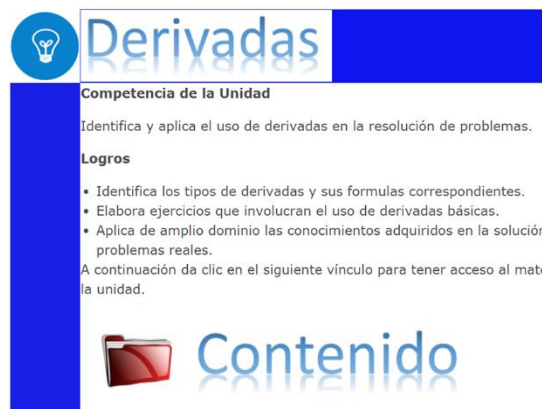 Derivadas
Competencia de la Unidad
Identifica y aplica el uso de derivadas en la resolución de problemas.
Logros
• Identifica los tipos de derivadas y sus formulas correspondientes.
• Elabora ejercicios que involucran el uso de derivadas básicas.
• Aplica de amplio dominio las conocimientos adquiridos en la solución
problemas reales.
A continuación da clic en el siguiente vínculo para tener acceso al
la unidad.
Contenido